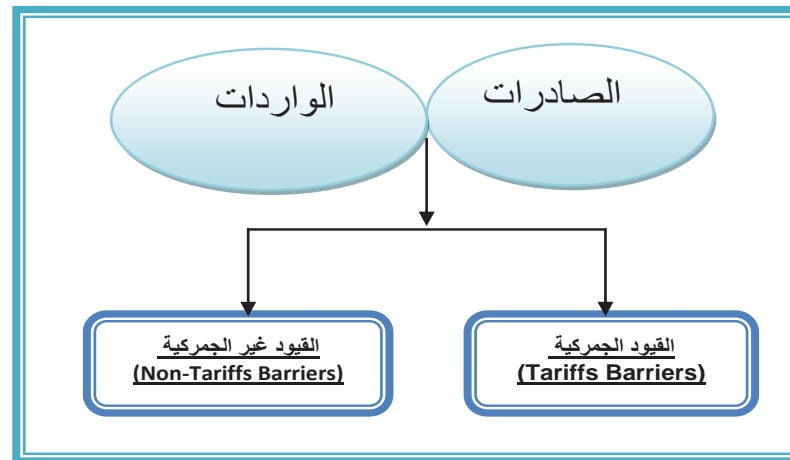 الصادرات
الواردات
القيود الجمركية
(Tariffs Barriers)
القيود غير الجمركية
(Non-Tariffs Barriers)